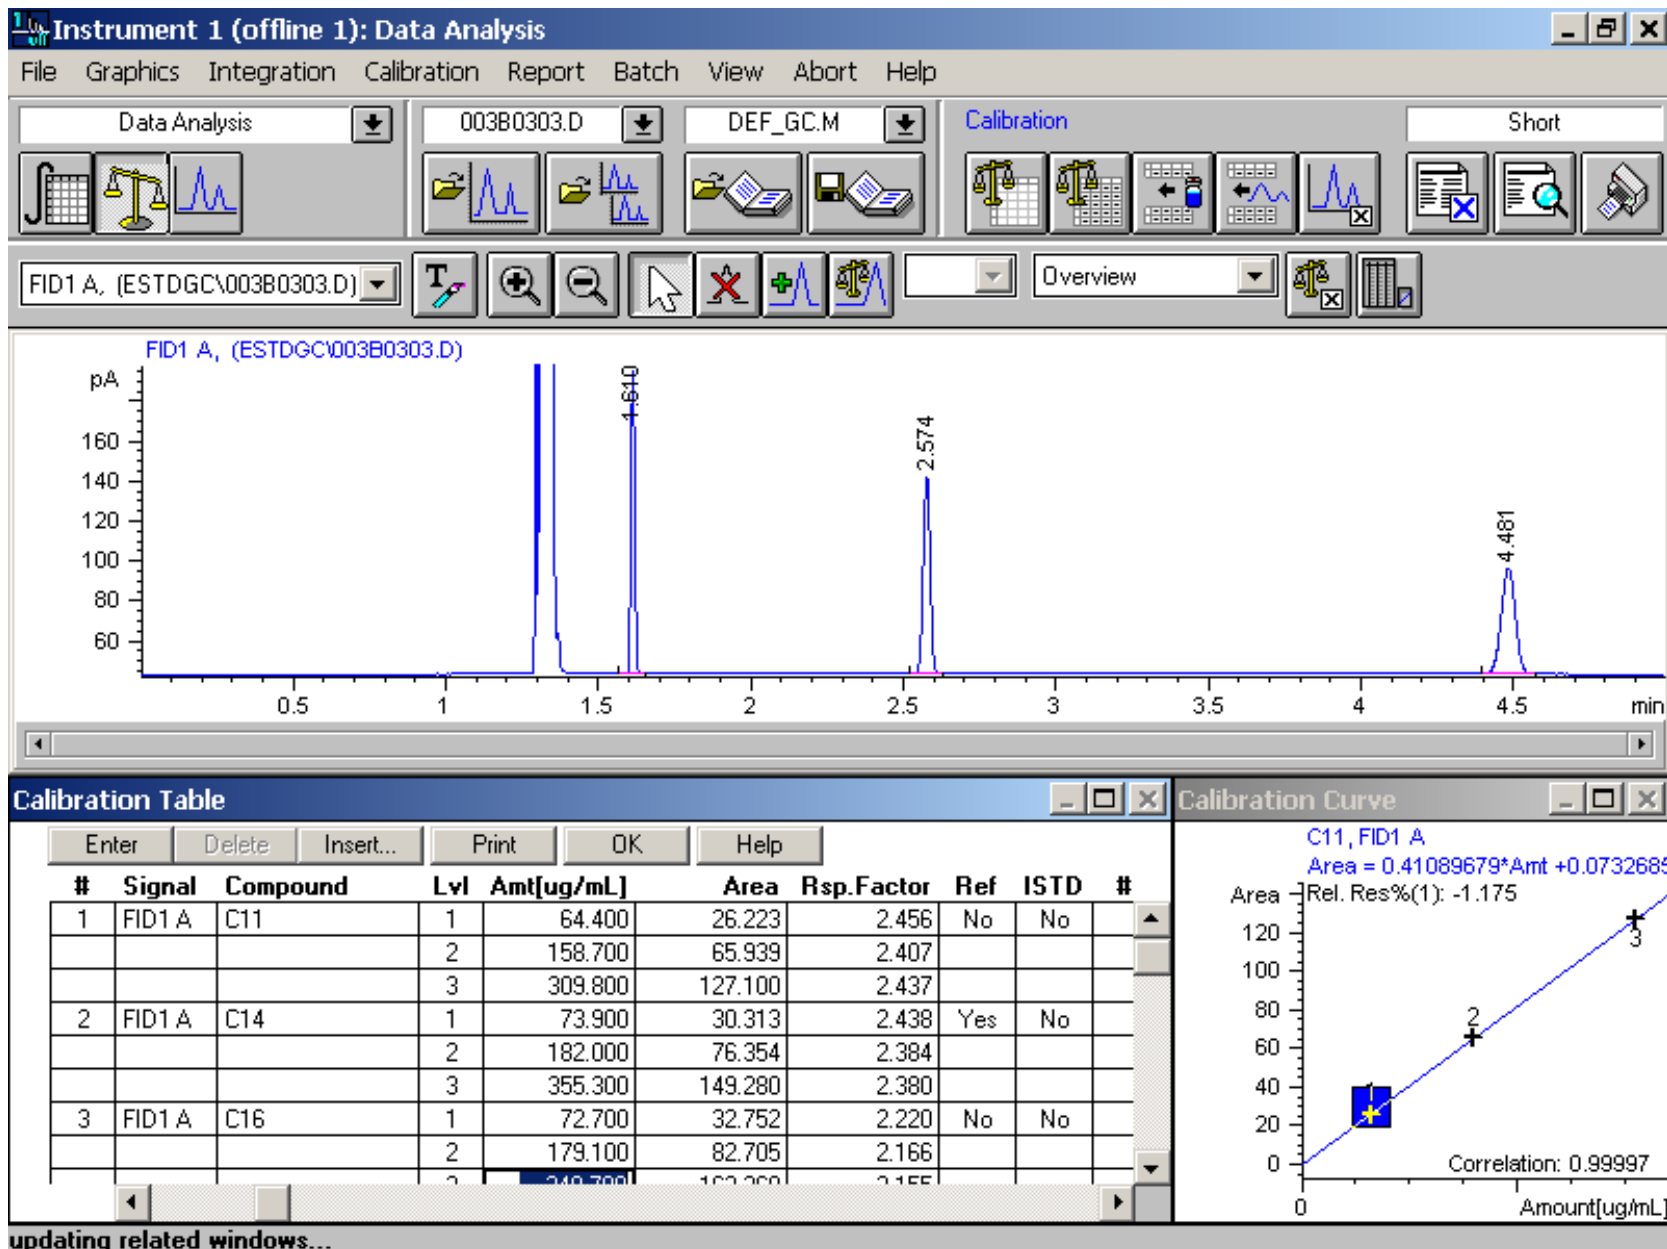 Instrument 1 (offline 1): Data Analysis
File Graphics Integration Calibration Report Batch View Abort Help
Data Analysis 003B0303.D DEF_GC.M Calibration Short
FID1 A, (ESTDGC\003B0303.D) Overview
FID1 A, (ESTDGC\003B0303.D)
pA
160
140
120
100
80
60
1.610
2.574
4.481
0.5 1 1.5 2 2.5 3 3.5 4 4.5 min
Calibration Table
Enter Delete Insert... Print OK Help
# Signal Compound Lvl Amt[ug/mL] Area Rsp.Factor Ref ISTD #
1 FID1 A C11 1 64.400 26.223 2.456 No No
2 158.700 65.939 2.407
3 309.800 127.100 2.437
2 FID1 A C14 1 73.900 30.313 2.438 Yes No
2 182.000 76.354 2.384
3 355.300 149.280 2.380
3 FID1 A C16 1 72.700 32.752 2.220 No No
2 179.100 82.705 2.166
Calibration Curve
C11, FID1 A
Area = 0.41089679*Amt +0.0732685
Rel. Res%(1): -1.175
Area
120
100
80
60
40
20
0
1
2
3
Correlation: 0.99997
0 Amount[ug/mL]
updating related windows...